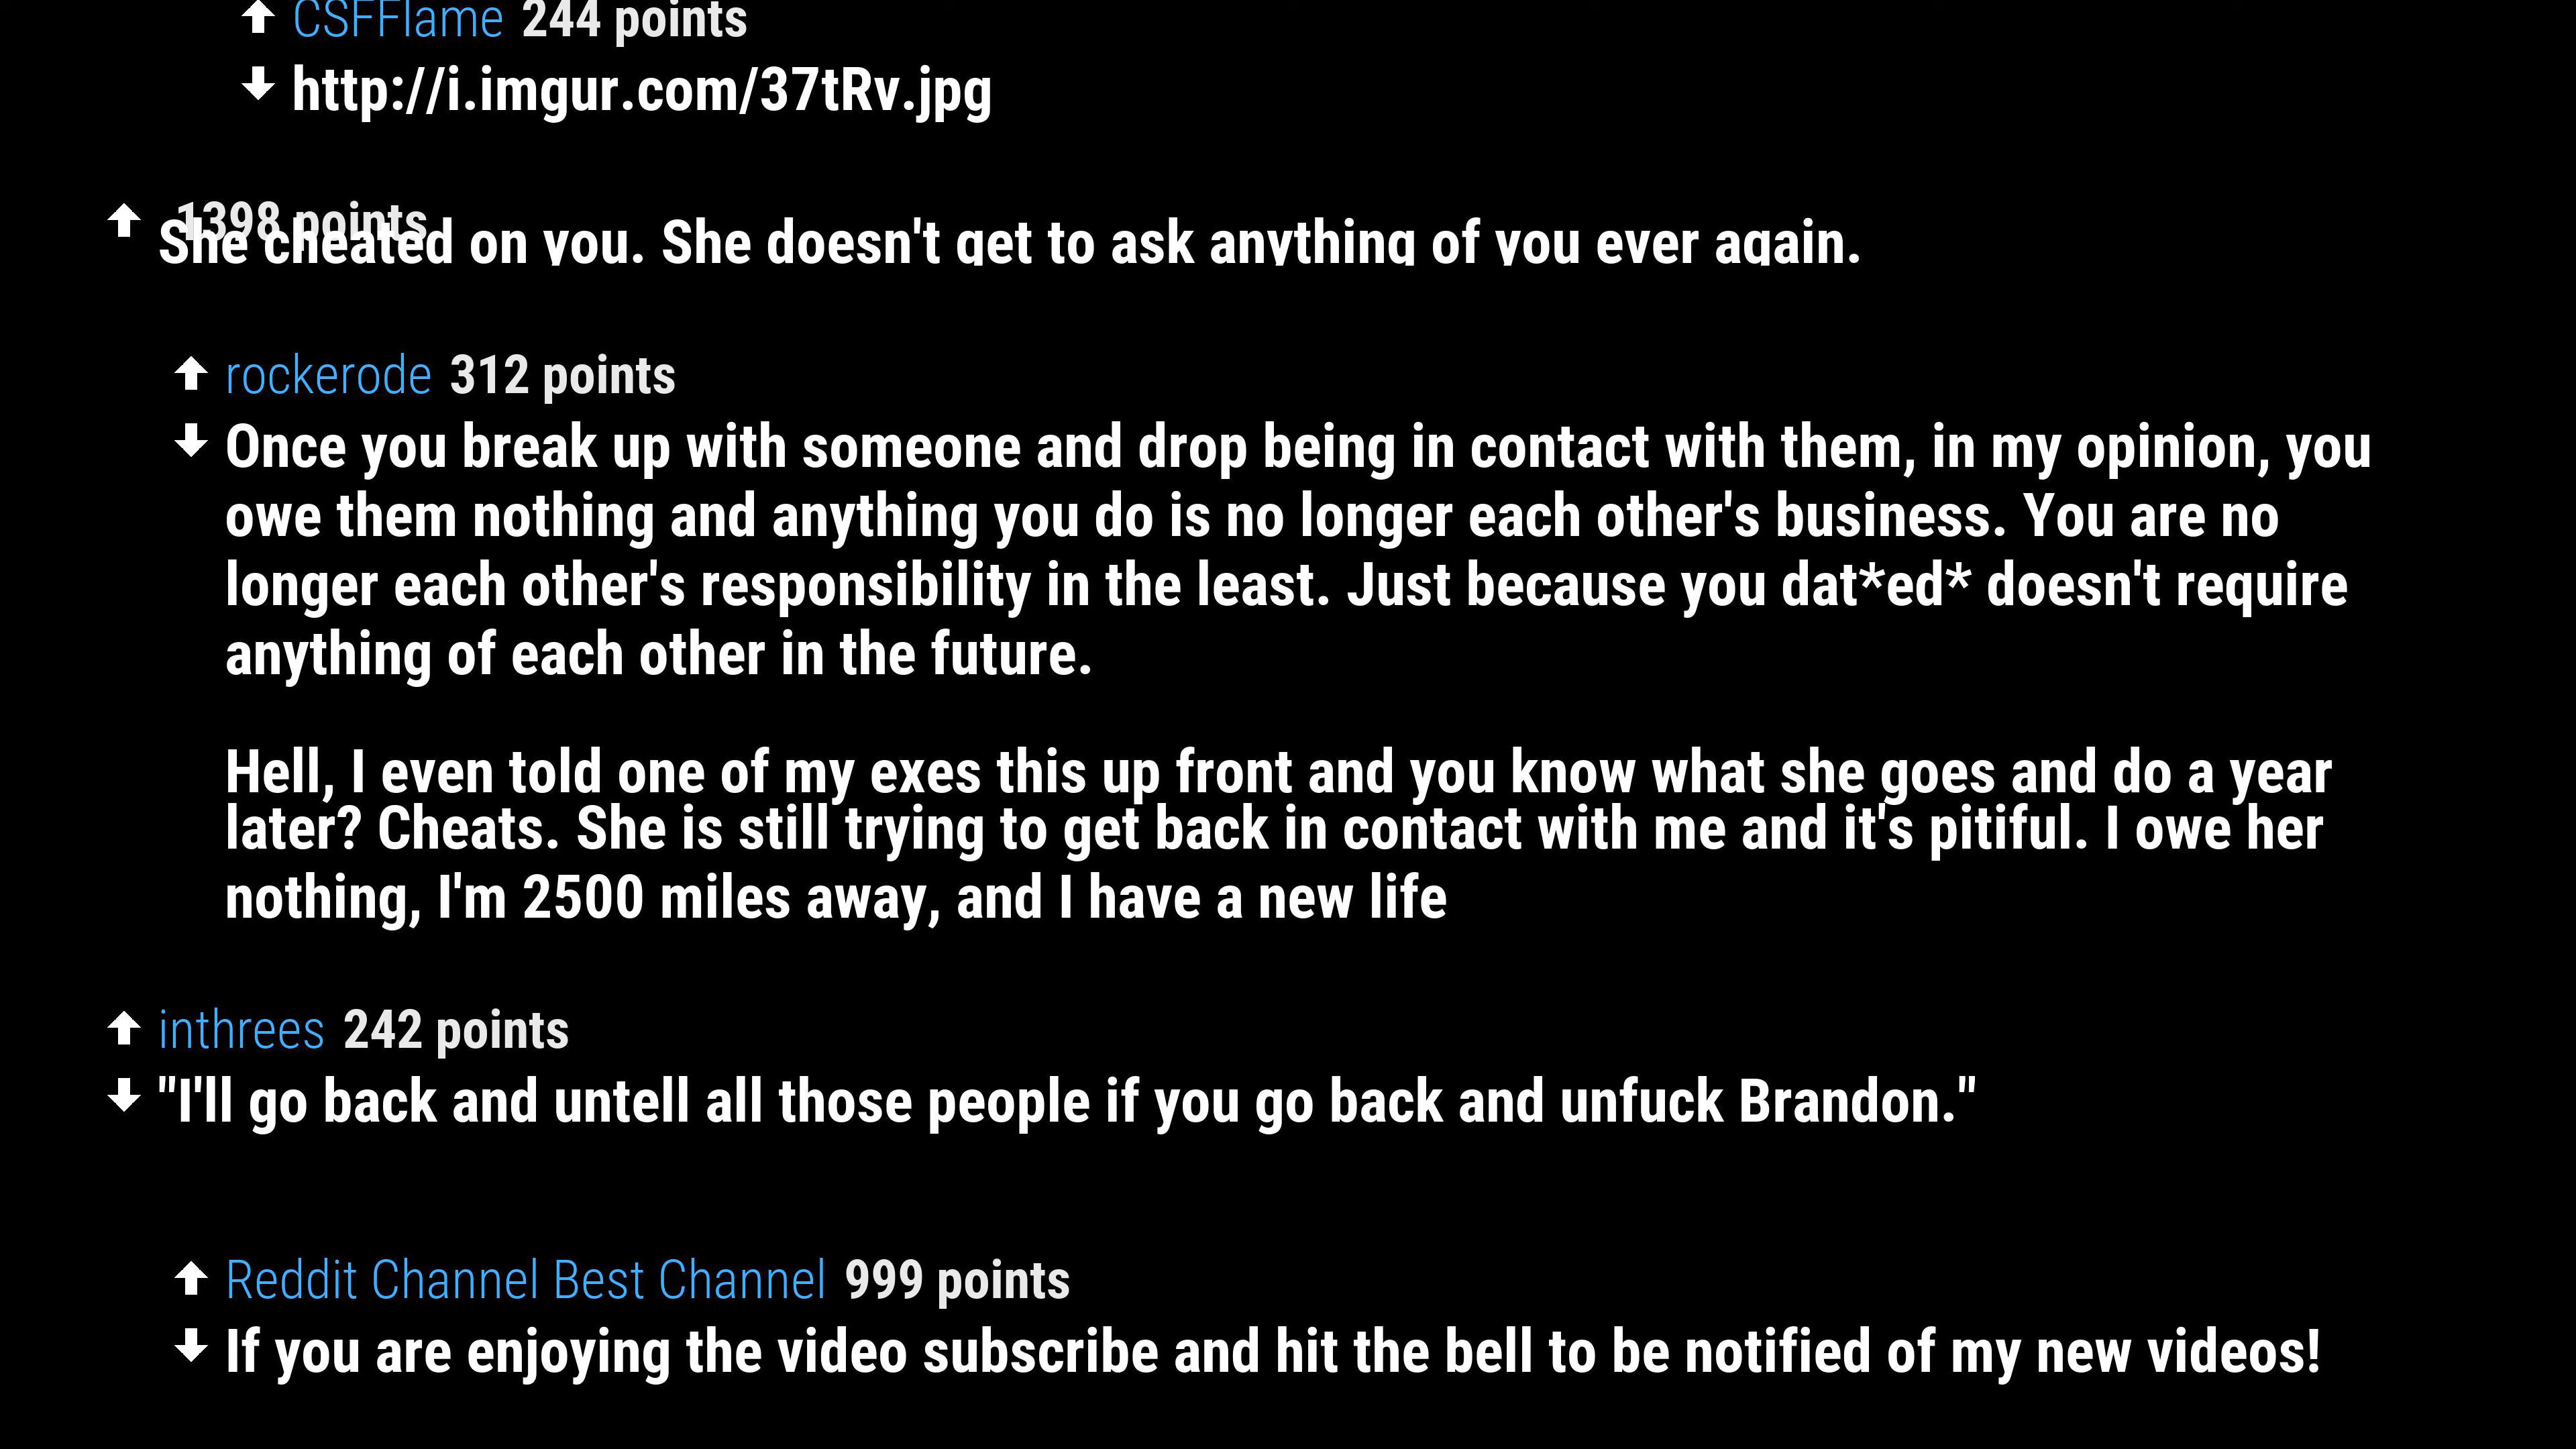 CSFFlame 244 points
http://i.imgur.com/37tRv.jpg
1398 points
She cheated on you. She doesn't get to ask anything of you ever again.
rockerode 312 points
Once you break up with someone and drop being in contact with them, in my opinion, you
owe them nothing and anything you do is no longer each other's business. You are no
longer each other's responsibility in the least. Just because you dat*ed* doesn't require
anything of each other in the future.
Hell, I even told one of my exes this up front and you know what she goes and do a year
later? Cheats. She is still trying to get back in contact with me and it's pitiful. I owe her
nothing, I'm 2500 miles away, and I have a new life
inthrees 242 points
"I'll go back and untell all those people if you go back and unfuck Brandon."
Reddit Channel Best Channel 999 points
If you are enjoying the video subscribe and hit the bell to be notified of my new videos!